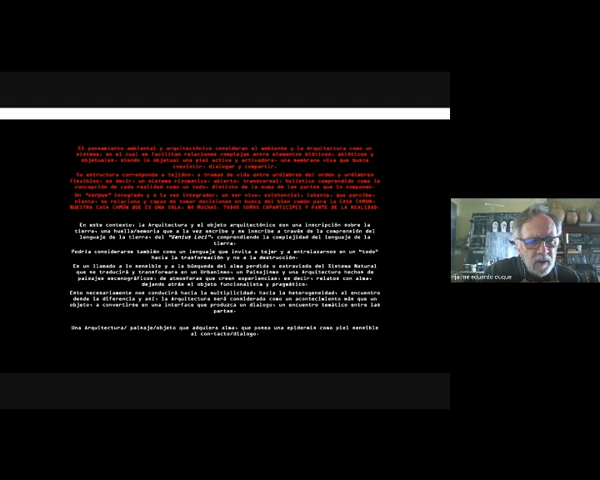 El pensamiento ambiental y arquitectónico consideran el ambiente y la Arquitectura como un
sistema, en el cual se facilitan relaciones complejas entre elementos bióticos, abióticos y
objetuales, siendo lo objetual una piel activa y activadora, una membrana viva que busca
coexistir, dialogar y compartir.
Su estructura corresponde a tejidos, a tramas de vida entre urdimbres del orden y urdimbres
flexibles, es decir, un sistema rizomático, abierto, transversal, holístico comprendido como la
concepción de cada realidad como un todo, distinto de la suma de las partes que lo componen.
Un "Corpus" integrado y a la vez integrador, un ser vivo, existencial, latente, que percibe,
siente, se relaciona y capaz de tomar decisiones en busca del bien común para la CASA COMÚN.
NUESTRA CASA COMÚN QUE ES UNA SOLA, NO MUCHAS. TODOS SOMOS COPARTÍCIPES Y PARTE DE LA REALIDAD.
En este contexto, la Arquitectura y el objeto arquitectónico son una inscripción sobre la
tierra, una huella/memoria que a la vez escribe y se inscribe a través de la comprensión del
lenguaje de la tierra, del "Genius Loci", comprendiendo la complejidad del lenguaje de la
tierra.
Podría considerarse también como un lenguaje que invita a tejer y a entrelazarnos en un "todo"
hacia la trasformación y no a la destrucción.
En un llamado a lo sensible y a la búsqueda del alma perdida o extraviada del Sistema Natural
que se traducirá y transformara en un Urbanismo, un Paisajismo y una Arquitectura hechos de
paisajes escenográficos, de atmosferas que creen experiencias, es decir, relatos con alma,
dejando atrás el objeto funcionalista y pragmático.
Esto necesariamente nos conducirá hacia la multiplicidad, hacia la heterogeneidad, al encuentro
desde la diferencia y así, la Arquitectura será considerada como un acontecimiento más que un
objeto, a convertirse en una interface que produzca un dialogo, un encuentro temático entre las
partes.
Una Arquitectura/ paisaje/objeto que adquiera alma, que posea una epidermis como piel sensible
al con-tacto/dialogo.
jaime eduardo duque